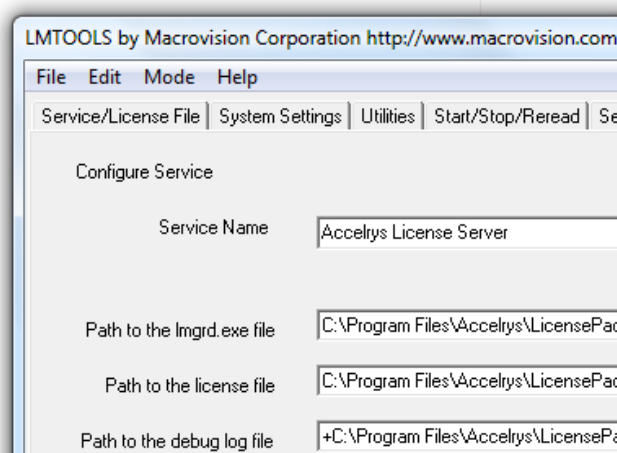 LMTOOLS by Macrovision Corporation http://www.macrovision.com
File Edit Mode Help
Service/License File System Settings Utilities Start/Stop/Reread
Configure Service
Service Name Accelrys License Server
Path to the lmgrd.exe file C:\Program Files\Accelrys\LicensePac
Path to the license file C:\Program Files\Accelrys\LicensePac
Path to the debug log file +C:\Program Files\Accelrys\LicensePa